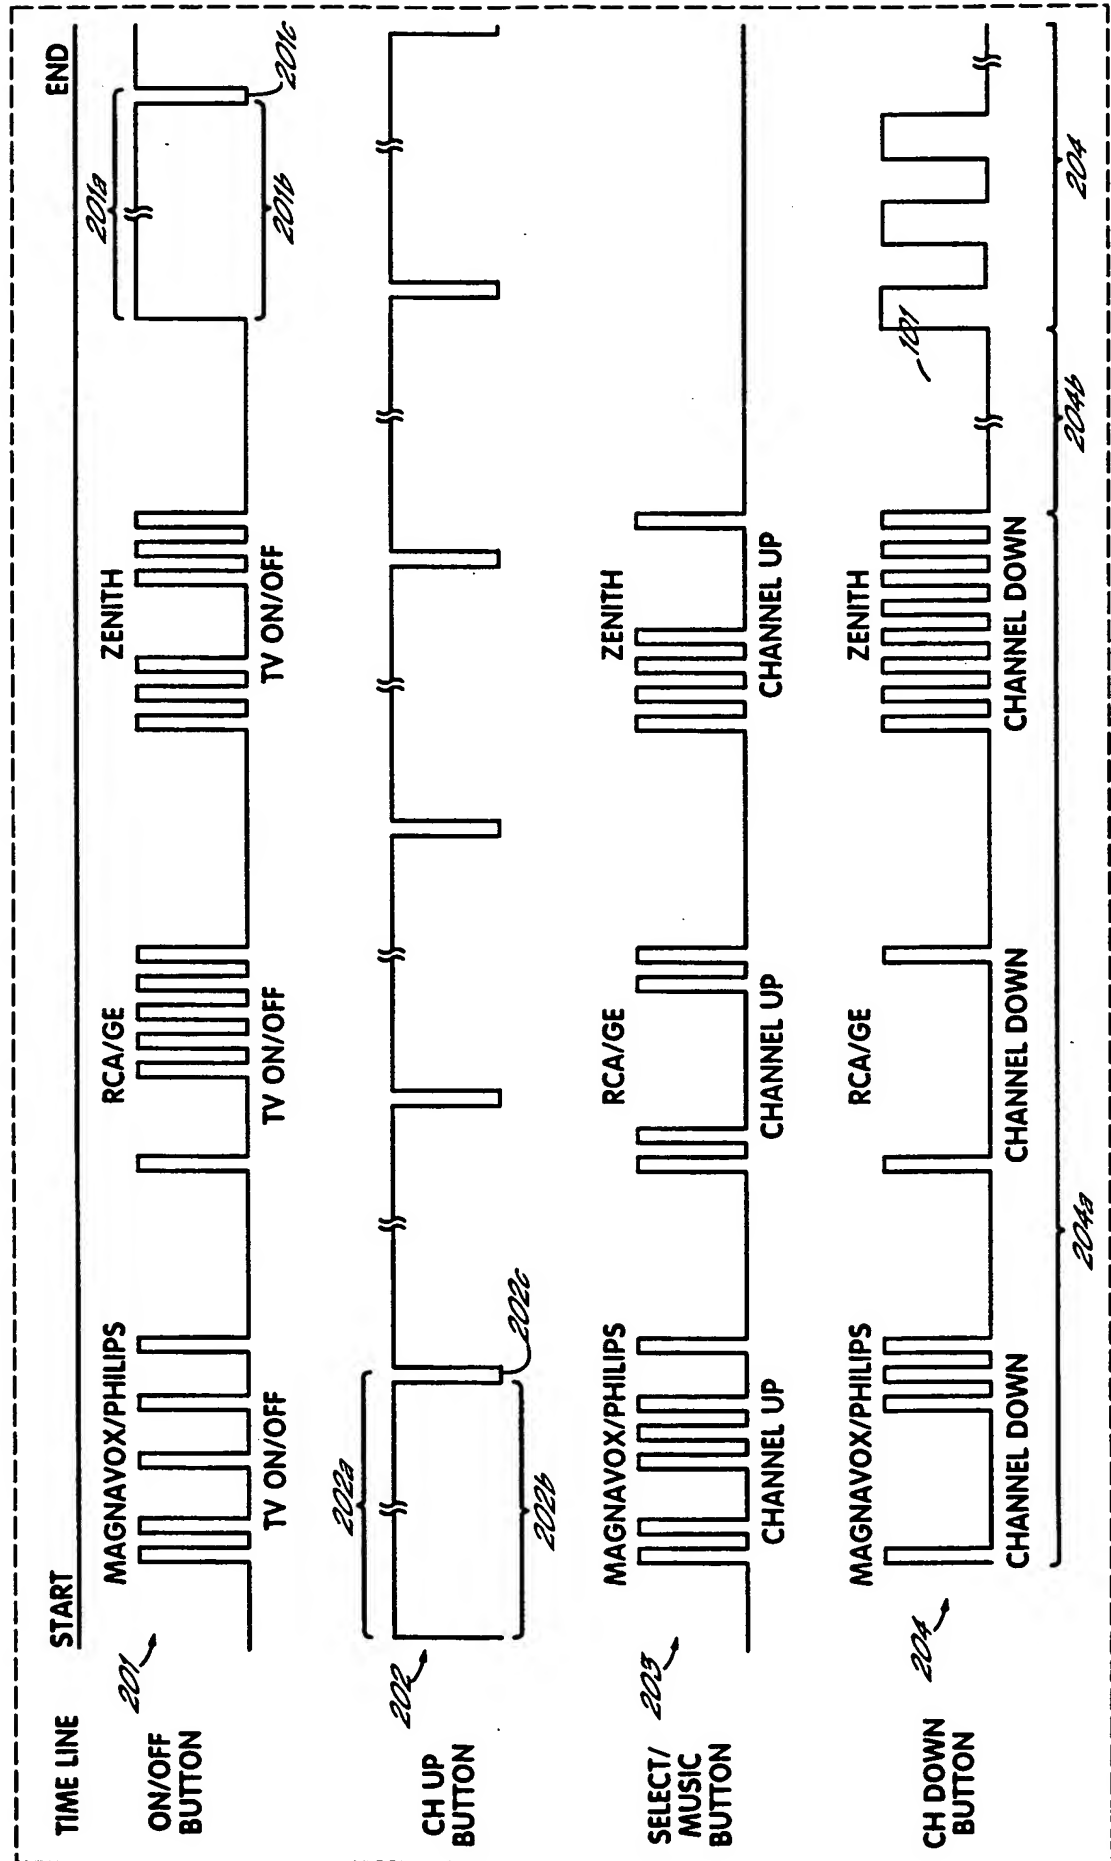 TIME LINE START END
ON/OFF BUTTON
201
MAGNAVOX/PHILIPS
TV ON/OFF
RCA/GE
TV ON/OFF
ZENITH
TV ON/OFF
201a
201b
201c
CH UP BUTTON
202
202a
202b
202c
SELECT/ MUSIC BUTTON
203
MAGNAVOX/PHILIPS
CHANNEL UP
RCA/GE
CHANNEL UP
ZENITH
CHANNEL UP
CH DOWN BUTTON
204
MAGNAVOX/PHILIPS
CHANNEL DOWN
RCA/GE
CHANNEL DOWN
ZENITH
CHANNEL DOWN
101
204a
204b
204